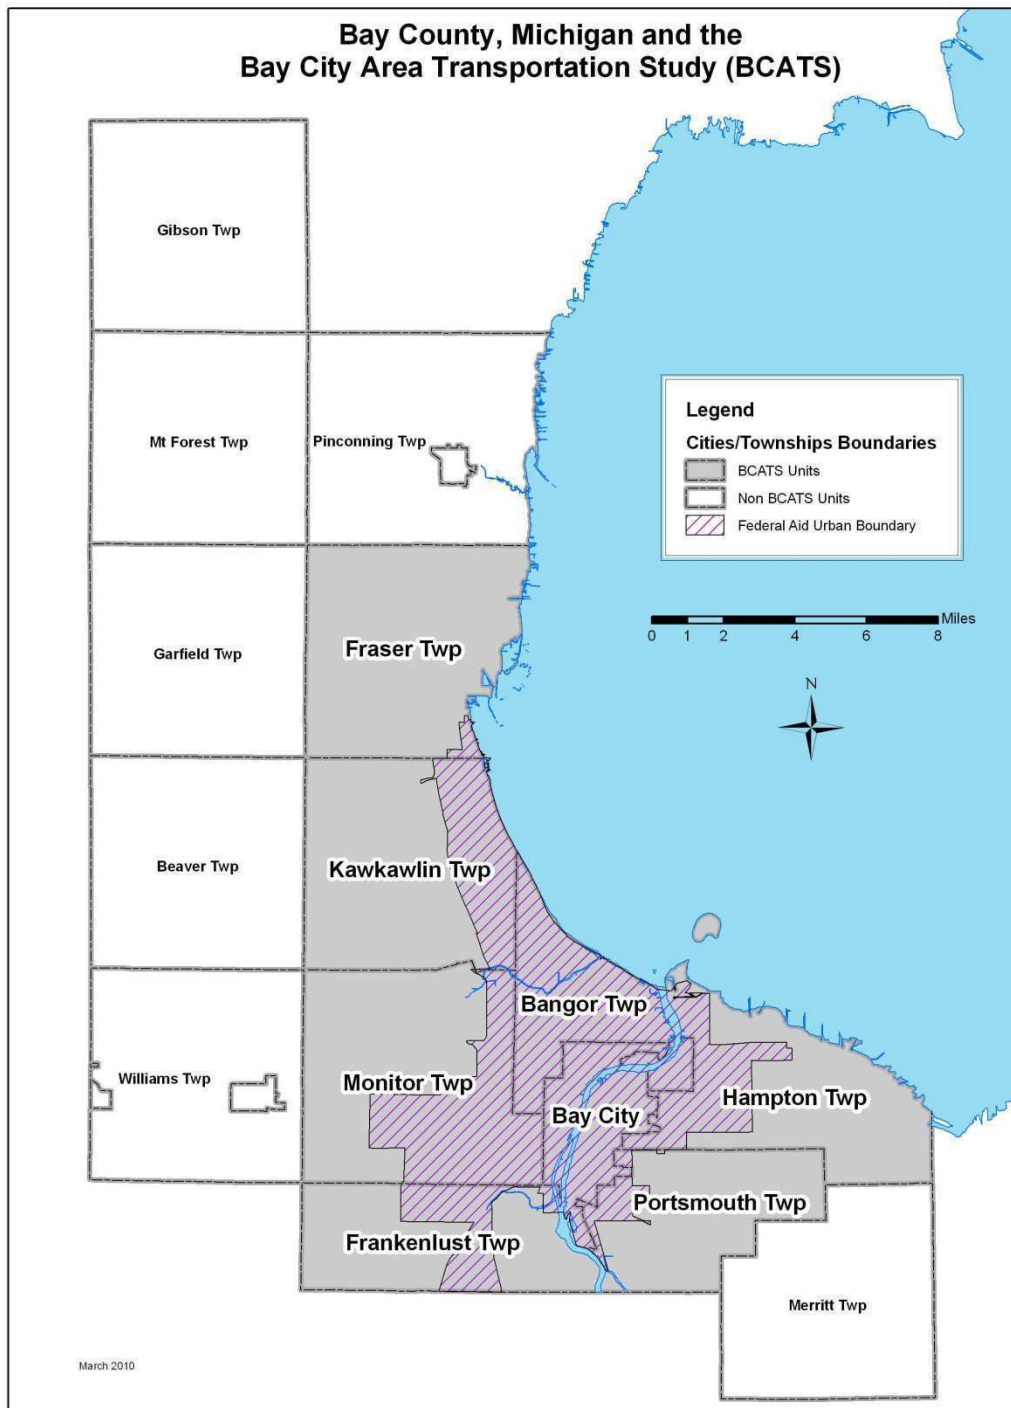 Bay County, Michigan and the
Bay City Area Transportation Study (BCATS)
Gibson Twp
Mt Forest Twp
Pinconning Twp
Legend
Cities/Townships Boundaries
BCATS Units
Non BCATS Units
Federal Aid Urban Boundary
Garfield Twp
Fraser Twp
Miles
0 1 2 4 6 8
N
Beaver Twp
Kawkawlin Twp
Bangor Twp
Williams Twp
Monitor Twp
Bay City
Hampton Twp
Portsmouth Twp
Frankenlust Twp
Merritt Twp
March 2010